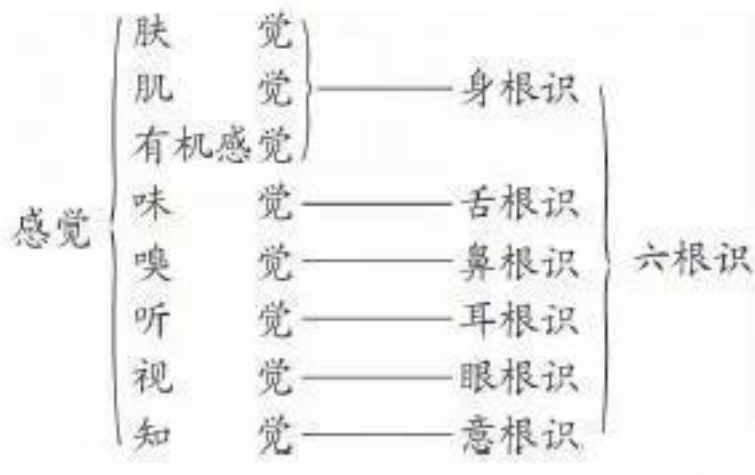 感觉
肤觉
肌觉 身根识
有机感觉
味觉 舌根识
嗅觉 鼻根识
听觉 耳根识
视觉 眼根识
知觉 意根识
六根识